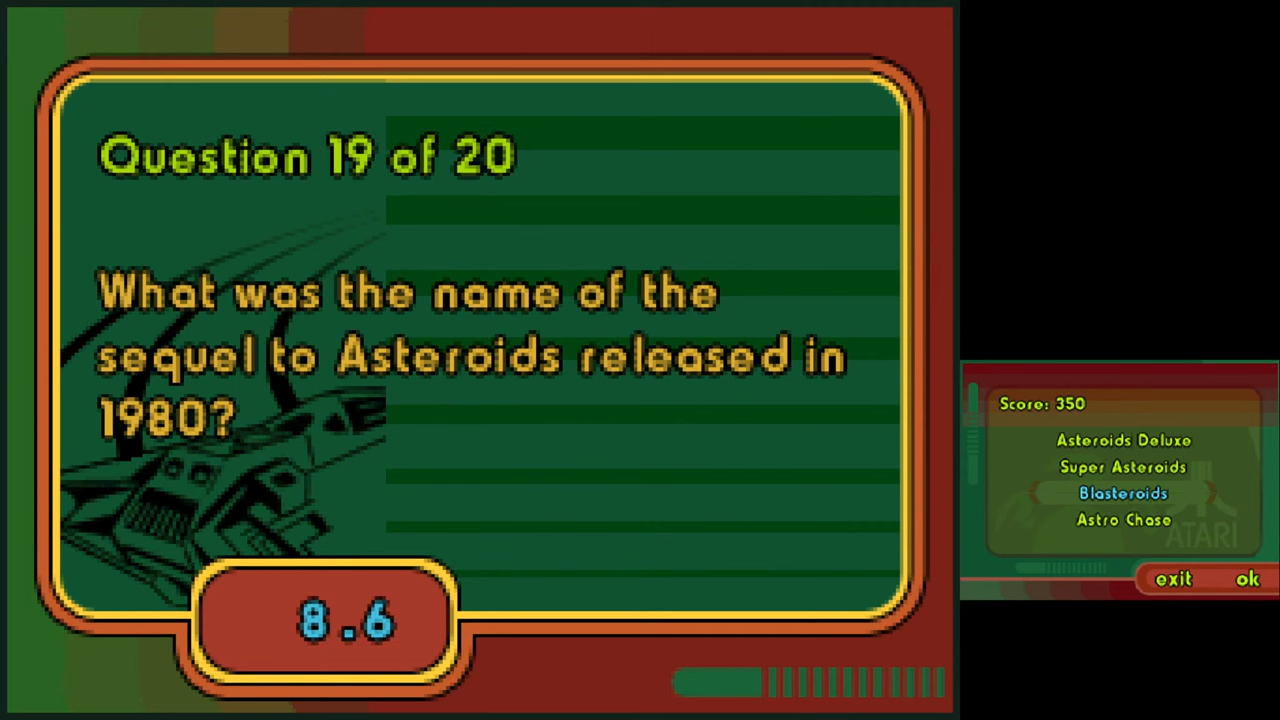 Question 19 of 20
What was the name of the
sequel to Asteroids released in
1980?
8.6
Score: 350
Asteroids Deluxe
Super Asteroids
Blasteroids
Astro Chase
ATARI
exit ok